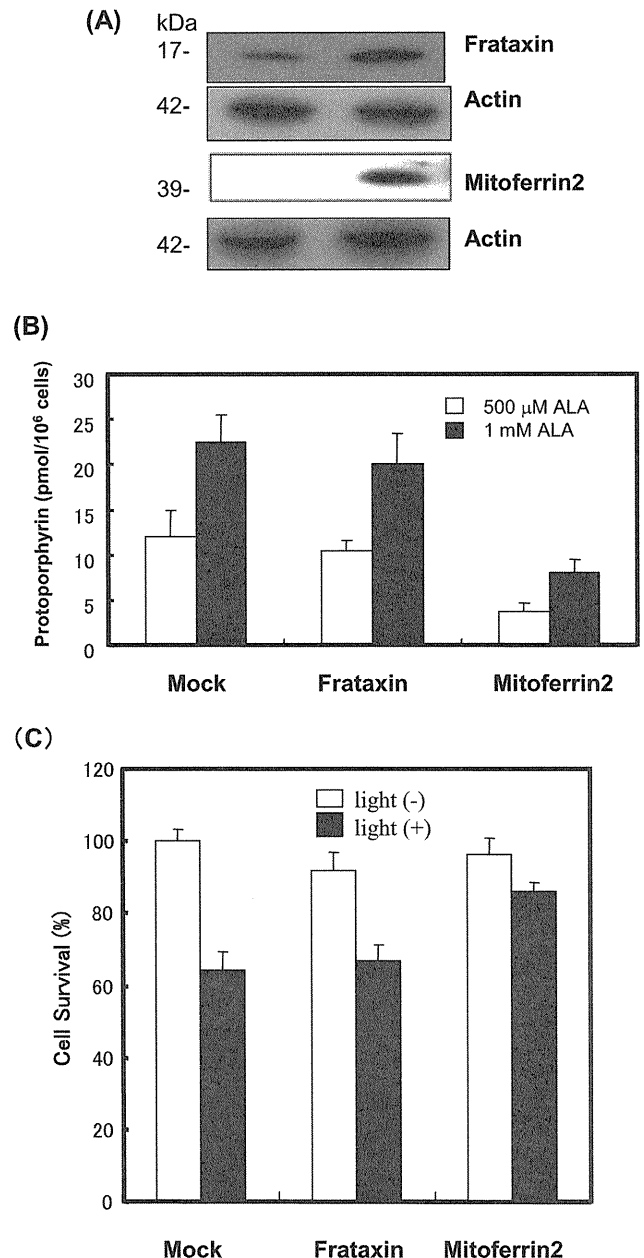 (A)
kDa
17-
Frataxin
42-
Actin
39-
Mitoferrin2
42-
Actin
(B)
Protoporphyrin (pmol/10⁶ cells)
30
25
20
15
10
5
0
500 μM ALA
1 mM ALA
Mock Frataxin Mitoferrin2
(C)
Cell Survival (%)
120
100
80
60
40
20
0
light (-)
light (+)
Mock Frataxin Mitoferrin2